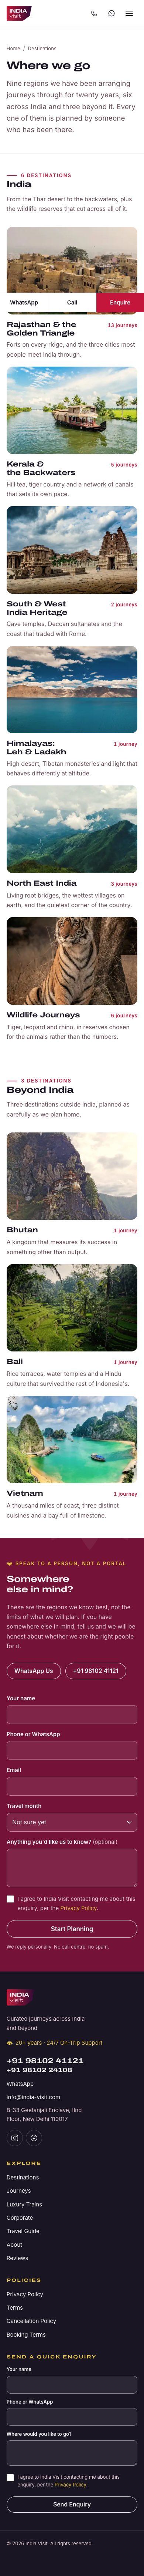 INDIA
visit
Home / Destinations
Where we go
Nine regions we have been arranging
journeys through for twenty years, six
across India and three beyond it. Every
one of them is planned by someone
who has been there.
6 DESTINATIONS
India
From the Thar desert to the backwaters, plus
the wildlife reserves that cut across all of it.
WhatsApp Call Enquire
Rajasthan & the
Golden Triangle
13 journeys
Forts on every ridge, and the three cities most
people meet India through.
Kerala &
the Backwaters
5 journeys
Hill tea, tiger country and a network of canals
that sets its own pace.
South & West
India Heritage
2 journeys
Cave temples, Deccan sultanates and the
coast that traded with Rome.
Himalayas:
Leh & Ladakh
1 journey
High desert, Tibetan monasteries and light that
behaves differently at altitude.
North East India
3 journeys
Living root bridges, the wettest villages on
earth, and the quietest corner of the country.
Wildlife Journeys
6 journeys
Tiger, leopard and rhino, in reserves chosen
for the animals rather than the numbers.
3 DESTINATIONS
Beyond India
Three destinations outside India, planned as
carefully as we plan home.
Bhutan
1 journey
A kingdom that measures its success in
something other than output.
Bali
1 journey
Rice terraces, water temples and a Hindu
culture that survived the rest of Indonesia's.
Vietnam
1 journey
A thousand miles of coast, three distinct
cuisines and a bay full of limestone.
SPEAK TO A PERSON, NOT A PORTAL
Somewhere
else in mind?
These are the regions we know best, not the
limits of what we will plan. If you have
somewhere else in mind, tell us and we will be
honest about whether we are the right people
for it.
WhatsApp Us +91 98102 41121
Your name
Phone or WhatsApp
Email
Travel month
Not sure yet
Anything you'd like us to know? (optional)
I agree to India Visit contacting me about this
enquiry, per the Privacy Policy.
Start Planning
We reply personally. No call centre, no spam.
INDIA
visit
Curated journeys across India
and beyond
20+ years · 24/7 On-Trip Support
+91 98102 41121
+91 98102 24108
WhatsApp
info@india-visit.com
B-33 Geetanjali Enclave, IInd
Floor, New Delhi 110017
EXPLORE
Destinations
Journeys
Luxury Trains
Corporate
Travel Guide
About
Reviews
POLICIES
Privacy Policy
Terms
Cancellation Policy
Booking Terms
SEND A QUICK ENQUIRY
Your name
Phone or WhatsApp
Where would you like to go?
I agree to India Visit contacting me about this
enquiry, per the Privacy Policy.
Send Enquiry
© 2026 India Visit. All rights reserved.